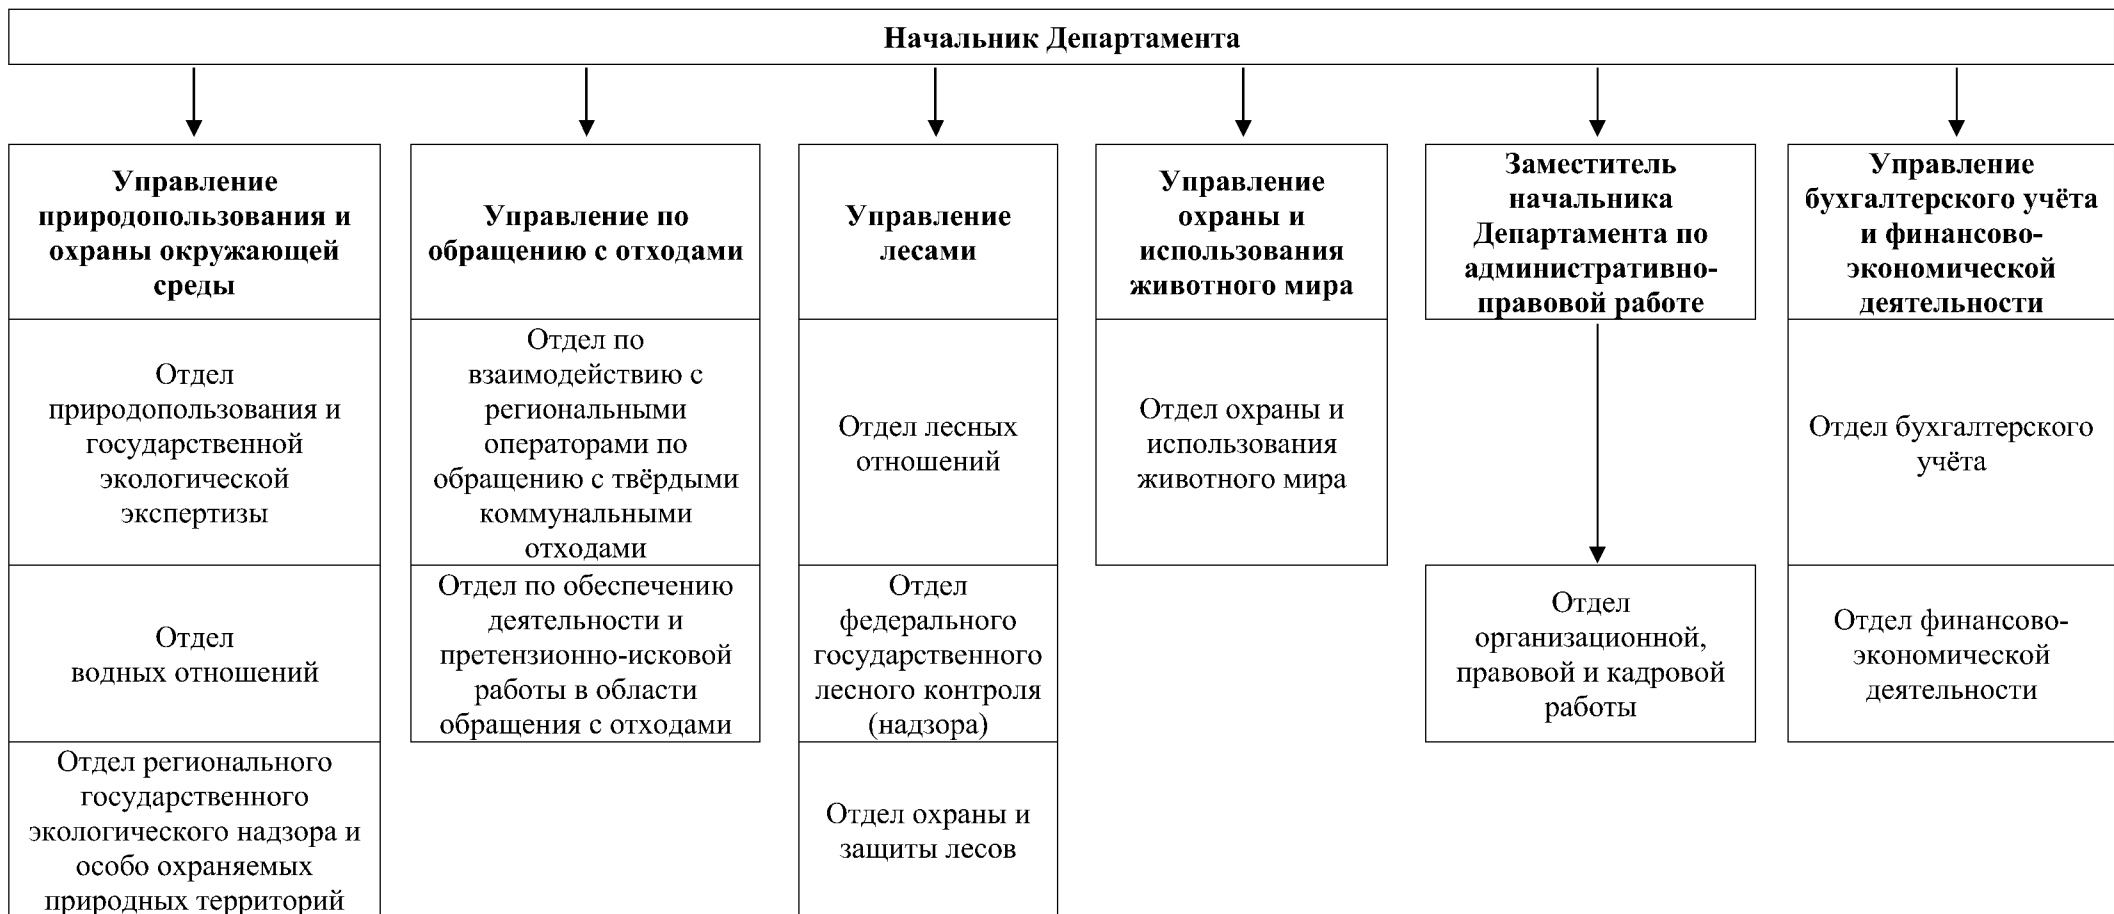 Начальник Департамента
Управление
природопользования и
охраны окружающей
среды
Управление по
обращению с отходами
Управление
лесами
Управление
охраны и
использования
животного мира
Заместитель
начальника
Департамента по
административно-
правовой работе
Управление
бухгалтерского учёта
и финансово-
экономической
деятельности
Отдел
природопользования и
государственной
экологической
экспертизы
Отдел по
взаимодействию с
региональными
операторами по
обращению с твёрдыми
коммунальными
отходами
Отдел лесных
отношений
Отдел охраны и
использования
животного мира
Отдел бухгалтерского
учёта
Отдел
водных отношений
Отдел по обеспечению
деятельности и
претензионно-исковой
работы в области
обращения с отходами
Отдел
федерального
государственного
лесного контроля
(надзора)
Отдел
организационной,
правовой и кадровой
работы
Отдел финансово-
экономической
деятельности
Отдел регионального
государственного
экологического надзора и
особо охраняемых
природных территорий
Отдел охраны и
защиты лесов